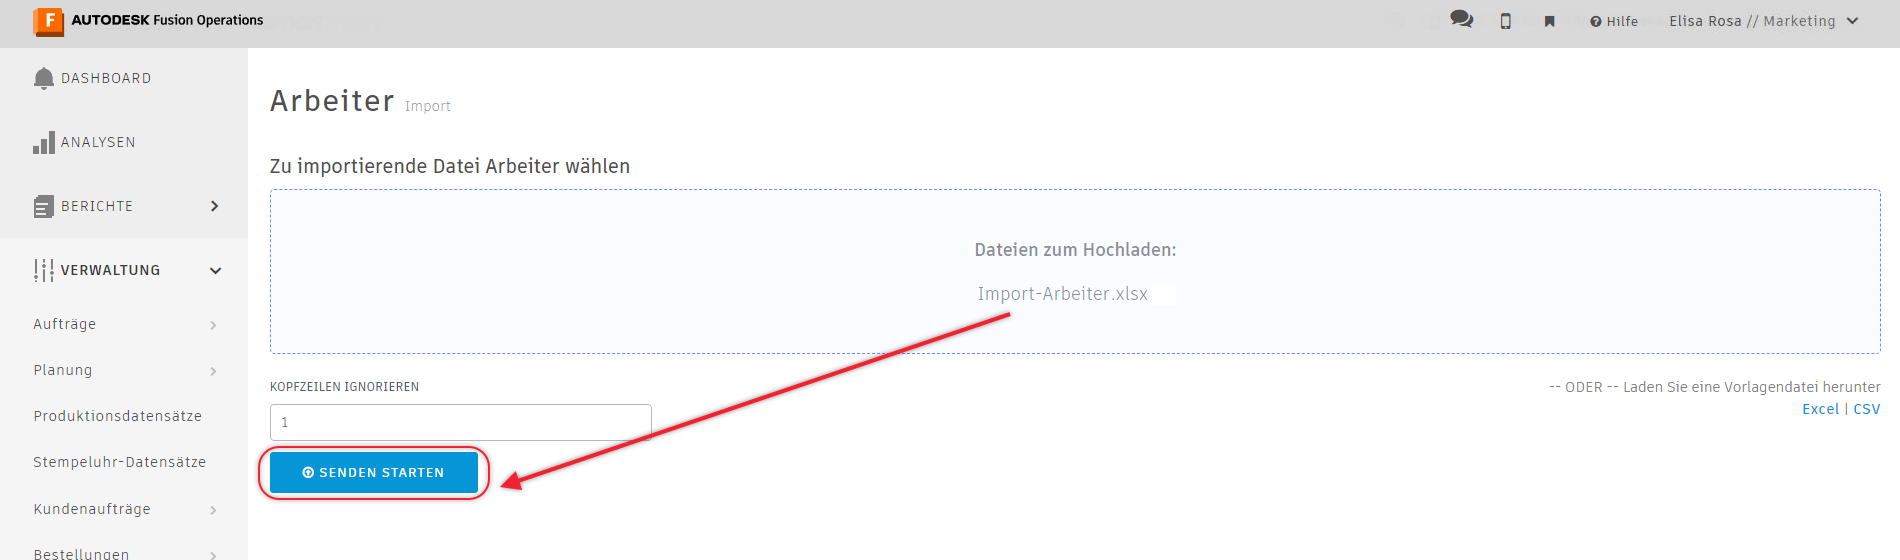 AUTODESK Fusion Operations
Hilfe
Elisa Rosa // Marketing
DASHBOARD
ANALYSEN
BERICHTE
VERWALTUNG
Aufträge
Planung
Produktionsdatensätze
Stempeluhr-Datensätze
Kundenaufträge
Bestellungen
Arbeiter Import
Zu importierende Datei Arbeiter wählen
Dateien zum Hochladen:
Import-Arbeiter.xlsx
KOPFZEILEN IGNORIEREN
1
SENDEN STARTEN
-- ODER -- Laden Sie eine Vorlagendatei herunter
Excel | CSV